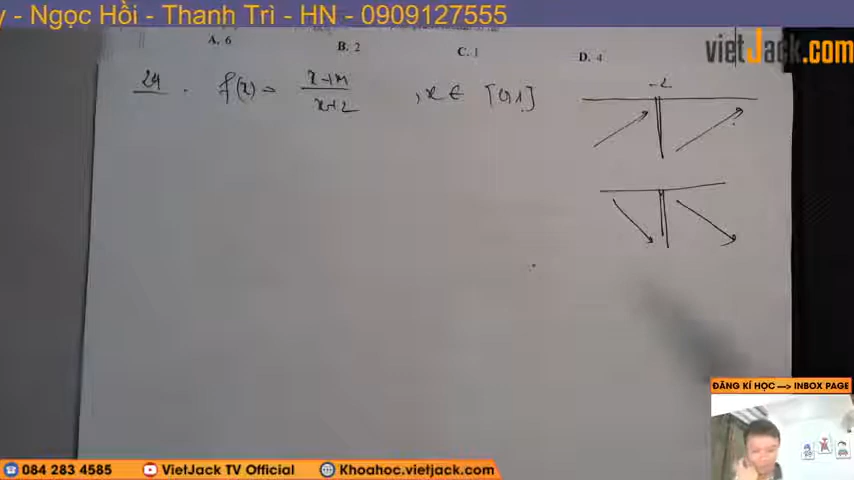 y - Ngọc Hồi - Thanh Trì - HN - 0909127555
vietJack.com
A. 6 B. 2 C. 1 D. 4
24 . f(x) = x+m / x+2 , x ∈ [0,1]
-2
ĐĂNG KÍ HỌC —> INBOX PAGE
084 283 4585 VietJack TV Official Khoahoc.vietjack.com